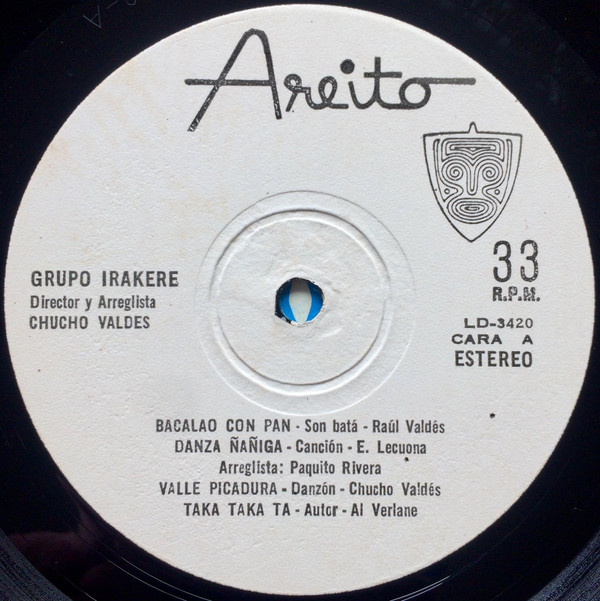 Areito
GRUPO IRAKERE
Director y Arreglista
CHUCHO VALDES
33
R.P.M.
LD-3420
CARA A
ESTEREO
BACALAO CON PAN - Son batá - Raúl Valdés
DANZA ÑAÑIGA - Canción - E. Lecuona
Arreglista: Paquito Rivera
VALLE PICADURA - Danzón - Chucho Valdés
TAKA TAKA TA - Autor - Al Verlane